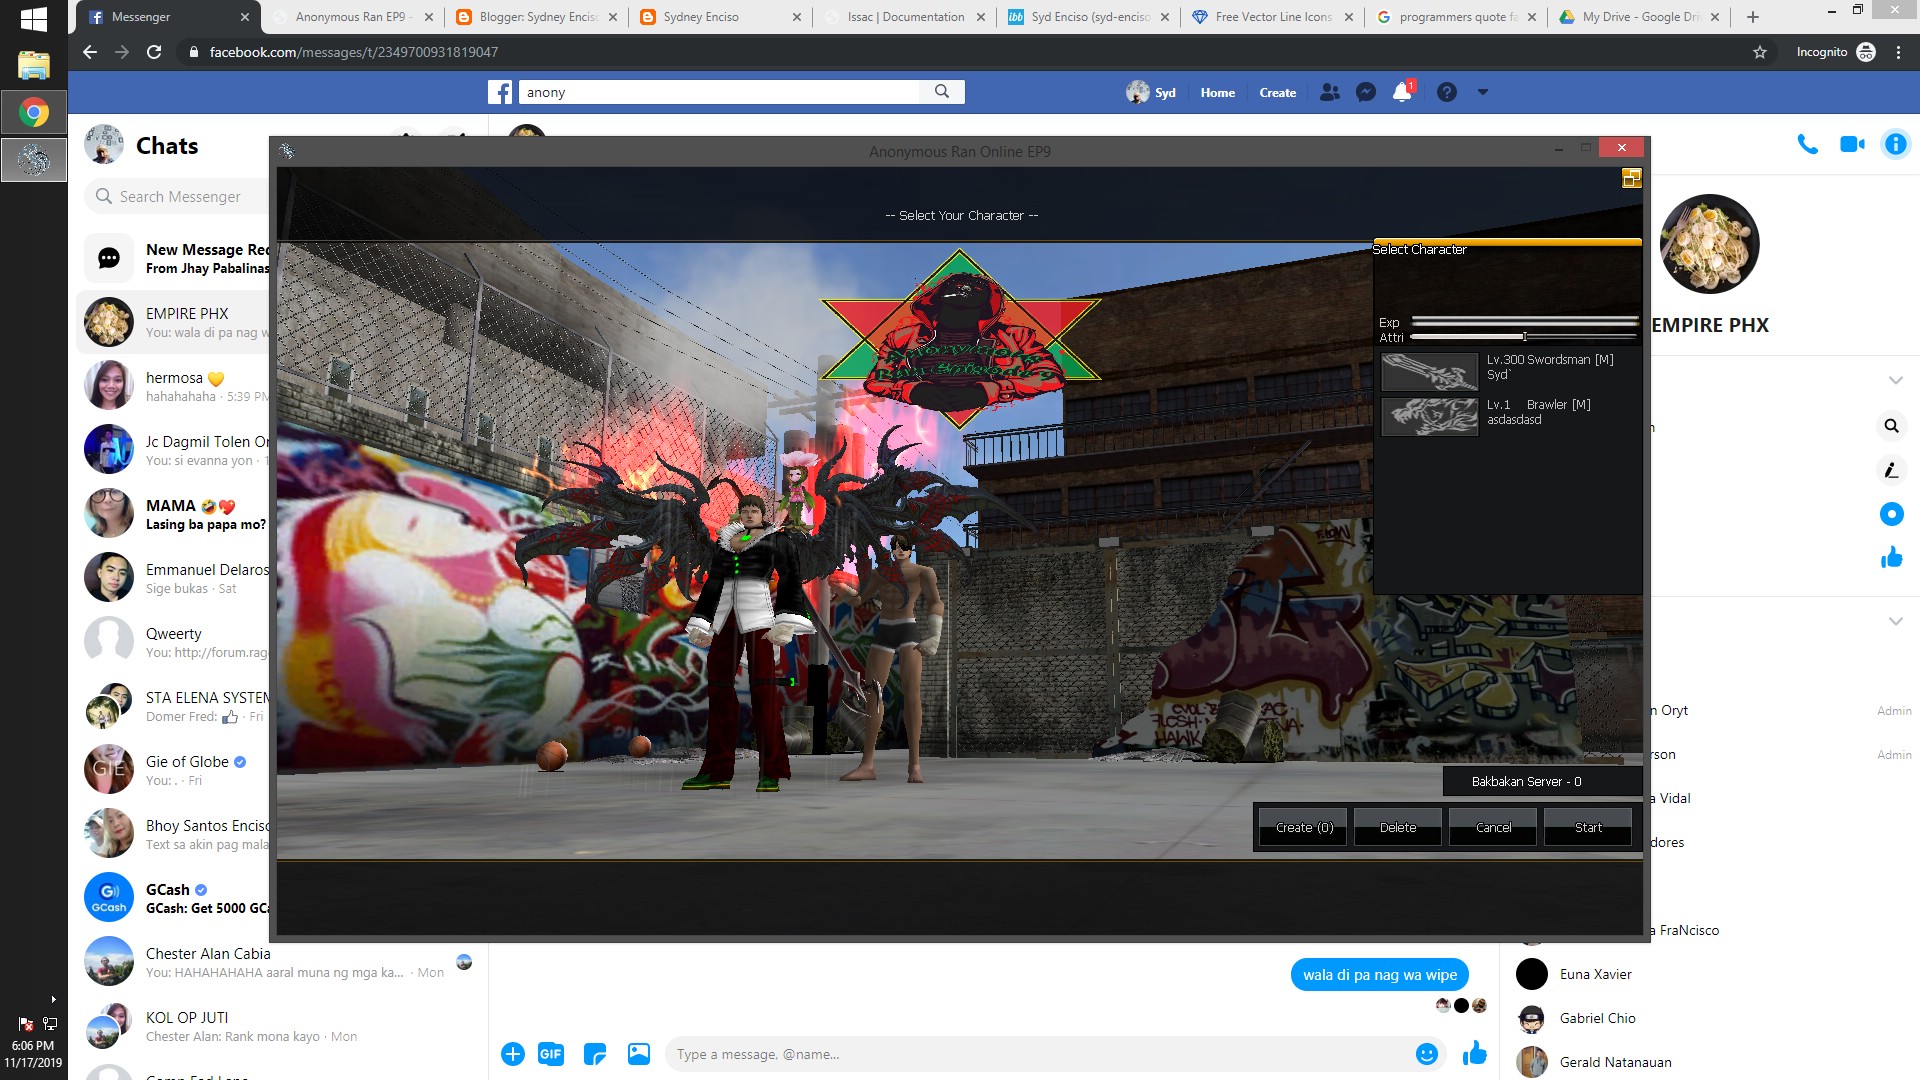 Messenger
Anonymous Ran EP9 -
Blogger: Sydney Encisc
Sydney Enciso
Issac | Documentation
Syd Enciso (syd-enciso
Free Vector Line Icons
programmers quote fa
My Drive - Google Dri
facebook.com/messages/t/2349700931819047
Incognito
anony
Syd
Home
Create
1
Chats
Search Messenger
New Message Rec
From Jhay Pabalinas
EMPIRE PHX
You: wala di pa nag w
hermosa
hahahahaha · 5:39 PM
Jc Dagmil Tolen Or
You: si evanna yon · 1
MAMA
Lasing ba papa mo?
Emmanuel Delaros
Sige bukas · Sat
Qweerty
You: http://forum.rag
STA ELENA SYSTEM
Domer Fred: · Fri
Gie of Globe
You: . · Fri
Bhoy Santos Enciso
Text sa akin pag mala
GCash
GCash: Get 5000 GCa
Chester Alan Cabia
You: HAHAHAHAHA aaral muna ng mga ka... · Mon
KOL OP JUTI
Chester Alan: Rank mona kayo · Mon
Anonymous Ran Online EP9
-- Select Your Character --
Anonymous
Ran Episode 9
Select Character
Exp
Attri
Lv.300 Swordsman [M]
Syd`
Lv.1 Brawler [M]
asdasdasd
Bakbakan Server - 0
Create (0)
Delete
Cancel
Start
EMPIRE PHX
n Oryt
Admin
rson
Admin
a Vidal
dores
a FraNcisco
Euna Xavier
Gabriel Chio
Gerald Natanauan
wala di pa nag wa wipe
GIF
Type a message, @name...
6:06 PM
11/17/2019